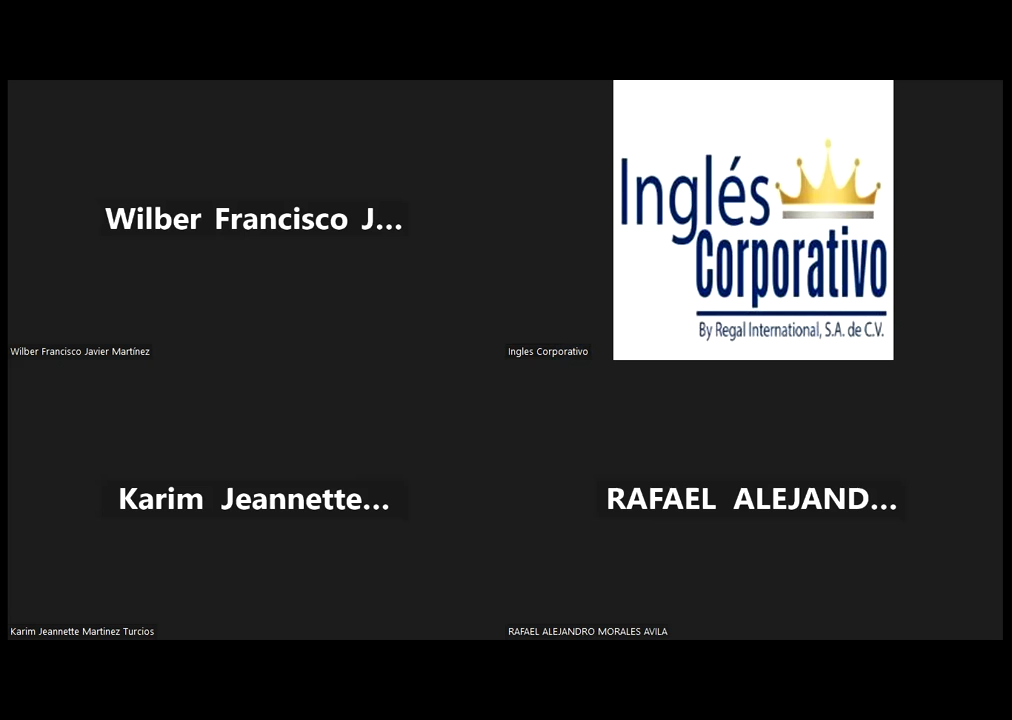 Wilber Francisco J...
Wilber Francisco Javier Martínez
Inglés
Corporativo
By Regal International, S.A. de C.V.
Ingles Corporativo
Karim Jeannette...
Karim Jeannette Martinez Turcios
RAFAEL ALEJAND...
RAFAEL ALEJANDRO MORALES AVILA